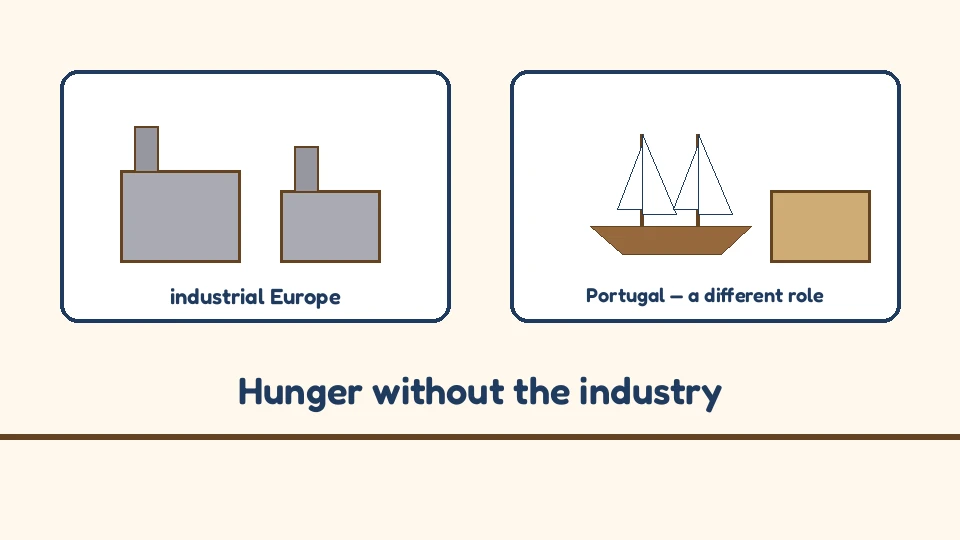 industrial Europe
Portugal — a different role
Hunger without the industry